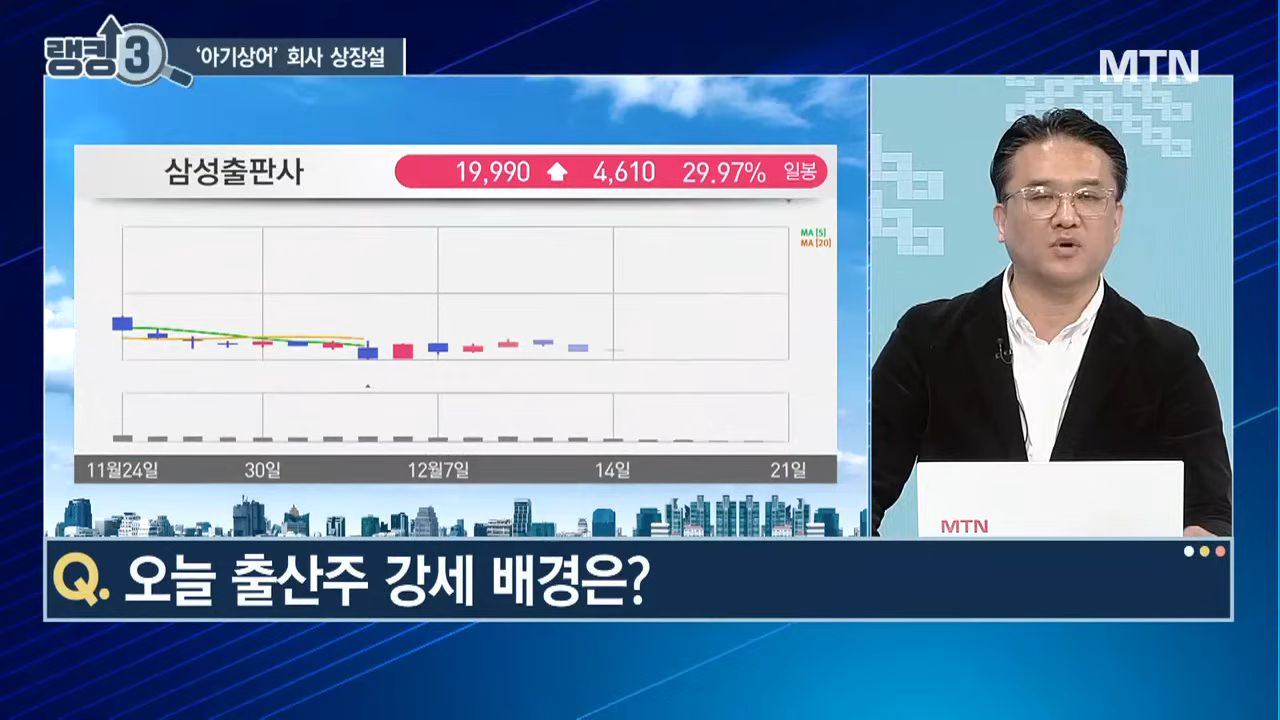 랭킹3
'아기상어' 회사 상장설
MTN
삼성출판사
19,990 4,610 29.97% 일봉
MA [5]
MA [20]
11월24일 30일 12월7일 14일 21일
MTN
Q. 오늘 출산주 강세 배경은?